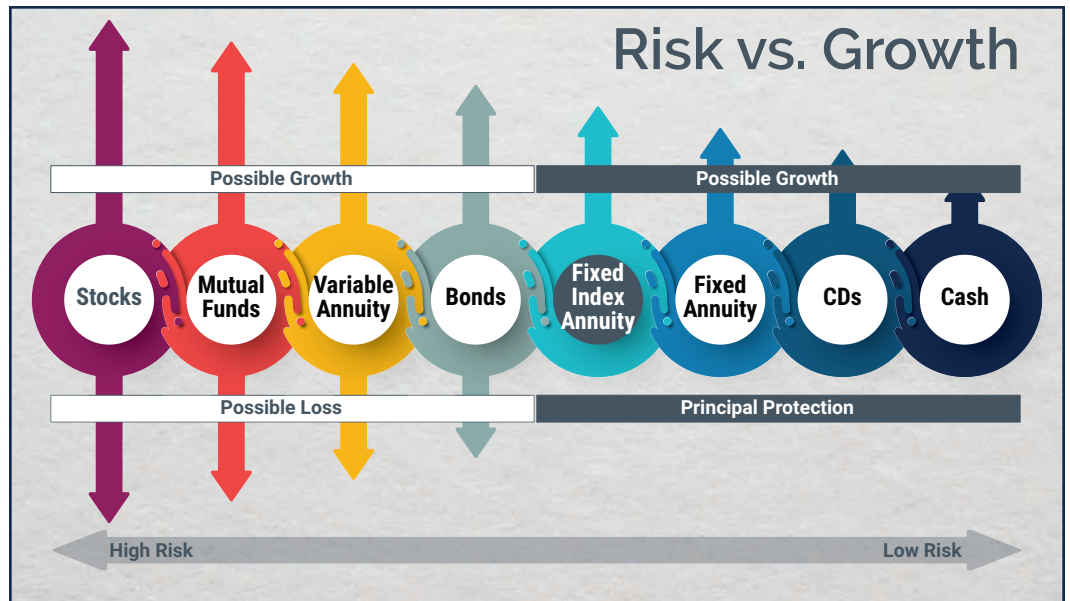 Risk vs. Growth
Possible Growth
Possible Growth
Stocks
Mutual
Funds
Variable
Annuity
Bonds
Fixed
Index
Annuity
Fixed
Annuity
CDs
Cash
Possible Loss
Principal Protection
High Risk
Low Risk